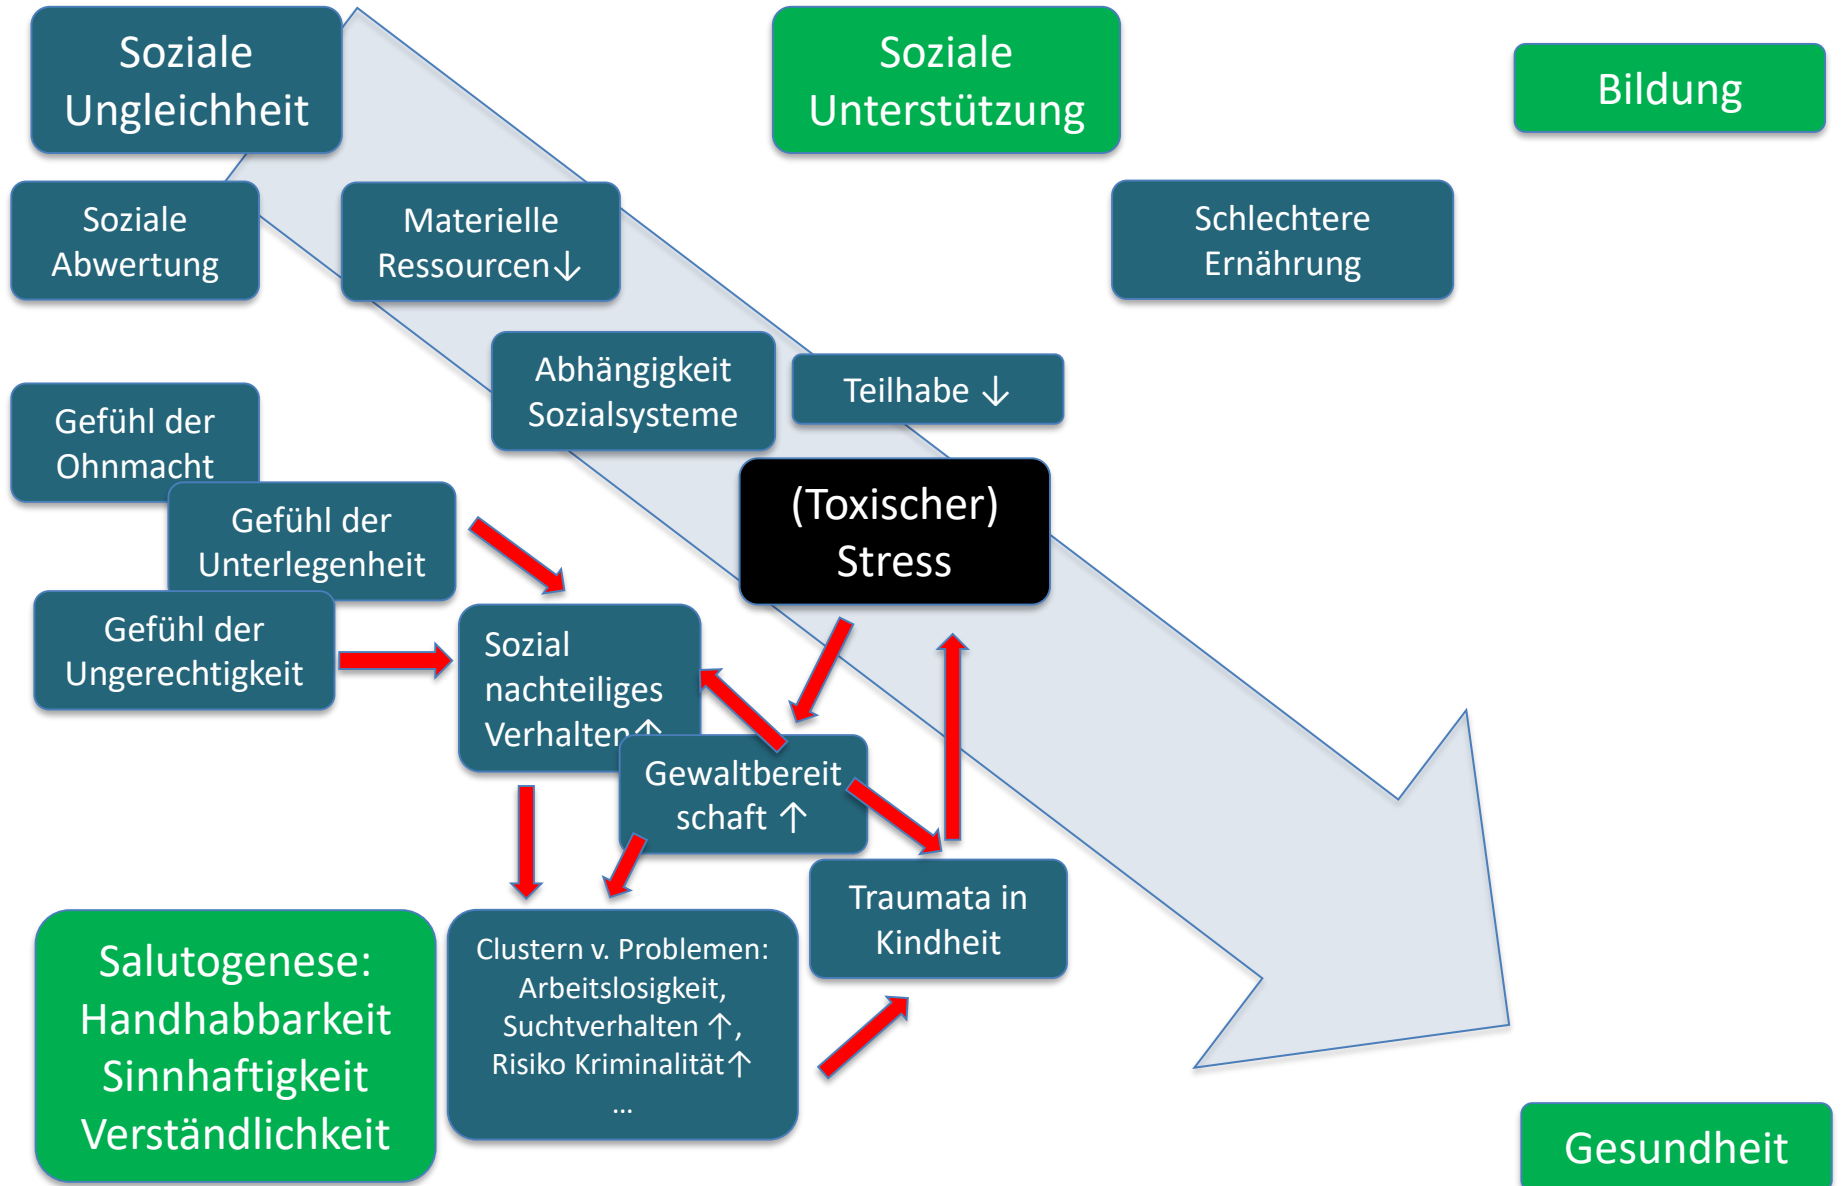 Soziale
Ungleichheit
Soziale
Unterstützung
Bildung
Soziale
Abwertung
Materielle
Ressourcen↓
Schlechtere
Ernährung
Abhängigkeit
Sozialsysteme
Teilhabe ↓
Gefühl der
Ohnmacht
Gefühl der
Unterlegenheit
(Toxischer)
Stress
Gefühl der
Ungerechtigkeit
Sozial
nachteiliges
Verhalten↑
Gewaltbereit
schaft ↑
Traumata in
Kindheit
Salutogenese:
Handhabbarkeit
Sinnhaftigkeit
Verständlichkeit
Clustern v. Problemen:
Arbeitslosigkeit,
Suchtverhalten ↑,
Risiko Kriminalität↑
...
Gesundheit